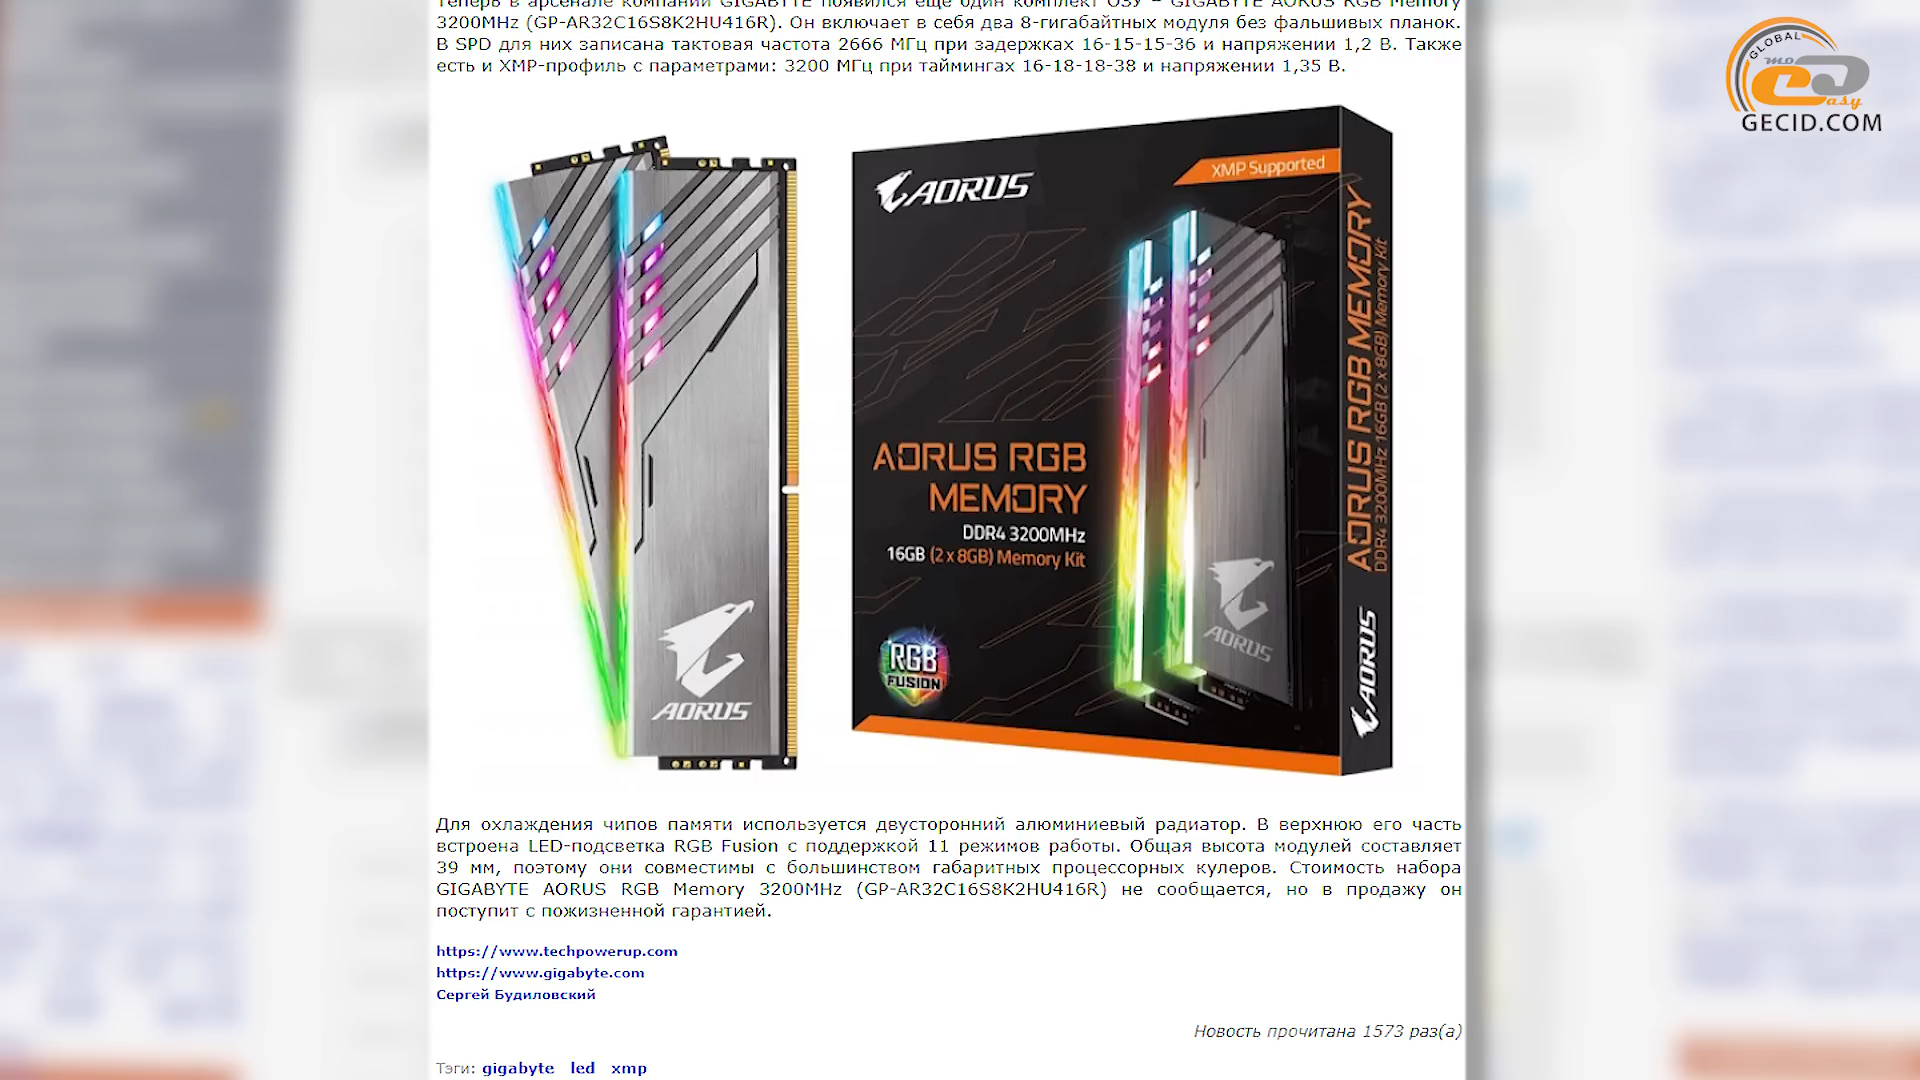 Теперь в арсенале компании GIGABYTE появился еще один комплект ОЗУ – GIGABYTE AORUS RGB Memory
3200MHz (GP-AR32C16S8K2HU416R). Он включает в себя два 8-гигабайтных модуля без фальшивых планок.
В SPD для них записана тактовая частота 2666 МГц при задержках 16-15-15-36 и напряжении 1,2 В. Также
есть и XMP-профиль с параметрами: 3200 МГц при таймингах 16-18-18-38 и напряжении 1,35 В.
GLOBAL
easy
GECID.COM
XMP Supported
AORUS
AORUS RGB
MEMORY
DDR4 3200MHz
16GB (2 x 8GB) Memory Kit
RGB
FUSION
AORUS
AORUS
AORUS RGB MEMORY
DDR4 3200MHz 16GB (2 x 8GB) Memory Kit
AORUS
Для охлаждения чипов памяти используется двусторонний алюминиевый радиатор. В верхнюю его часть
встроена LED-подсветка RGB Fusion с поддержкой 11 режимов работы. Общая высота модулей составляет
39 мм, поэтому они совместимы с большинством габаритных процессорных кулеров. Стоимость набора
GIGABYTE AORUS RGB Memory 3200MHz (GP-AR32C16S8K2HU416R) не сообщается, но в продажу он
поступит с пожизненной гарантией.
https://www.techpowerup.com
https://www.gigabyte.com
Сергей Будиловский
Новость прочитана 1573 раз(а)
Тэги: gigabyte led xmp